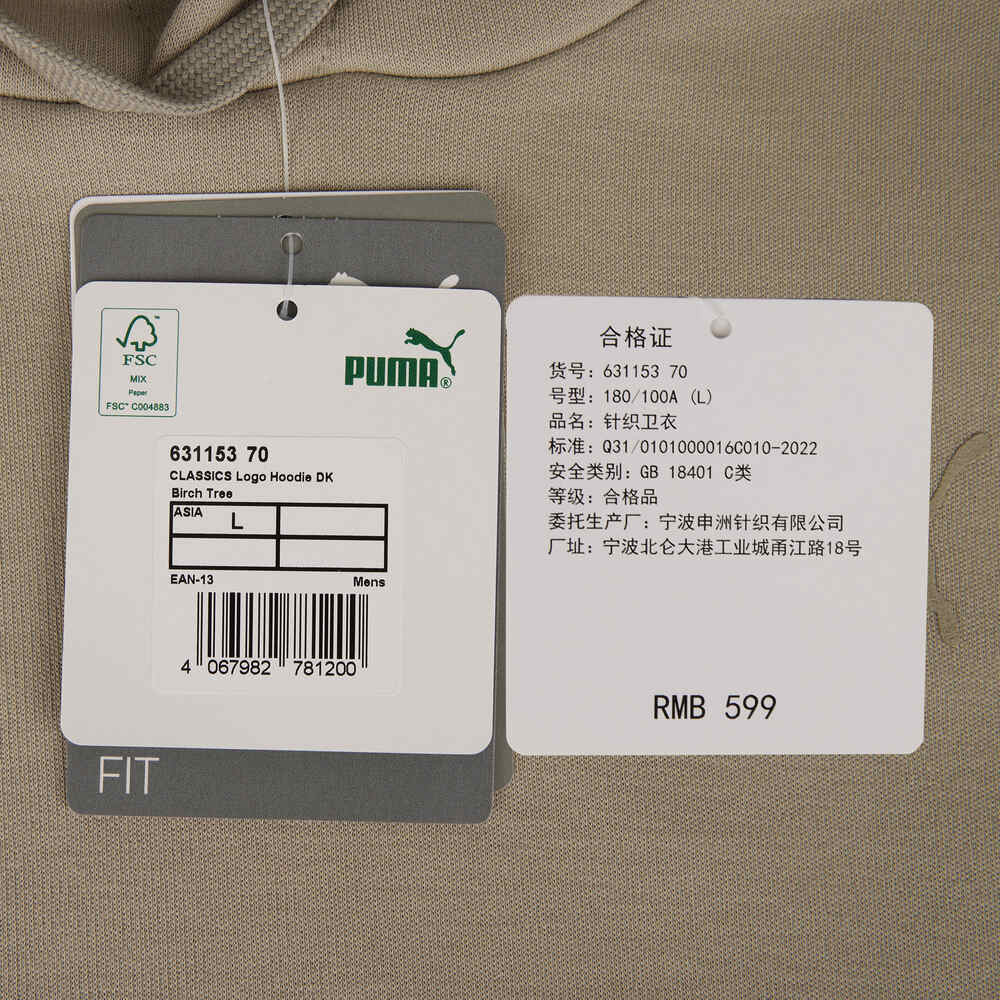 FSC
MIX
Paper
FSC™ C004883
PUMA®
631153 70
CLASSICS Logo Hoodie DK
Birch Tree
ASIA L
EAN-13 Mens
4 067982 781200
FIT
合格证
货号: 631153 70
号型: 180/100A (L)
品名: 针织卫衣
标准: Q31/0101000016C010-2022
安全类别: GB 18401 C类
等级: 合格品
委托生产厂: 宁波申洲针织有限公司
厂址: 宁波北仑大港工业城甬江路18号
RMB 599